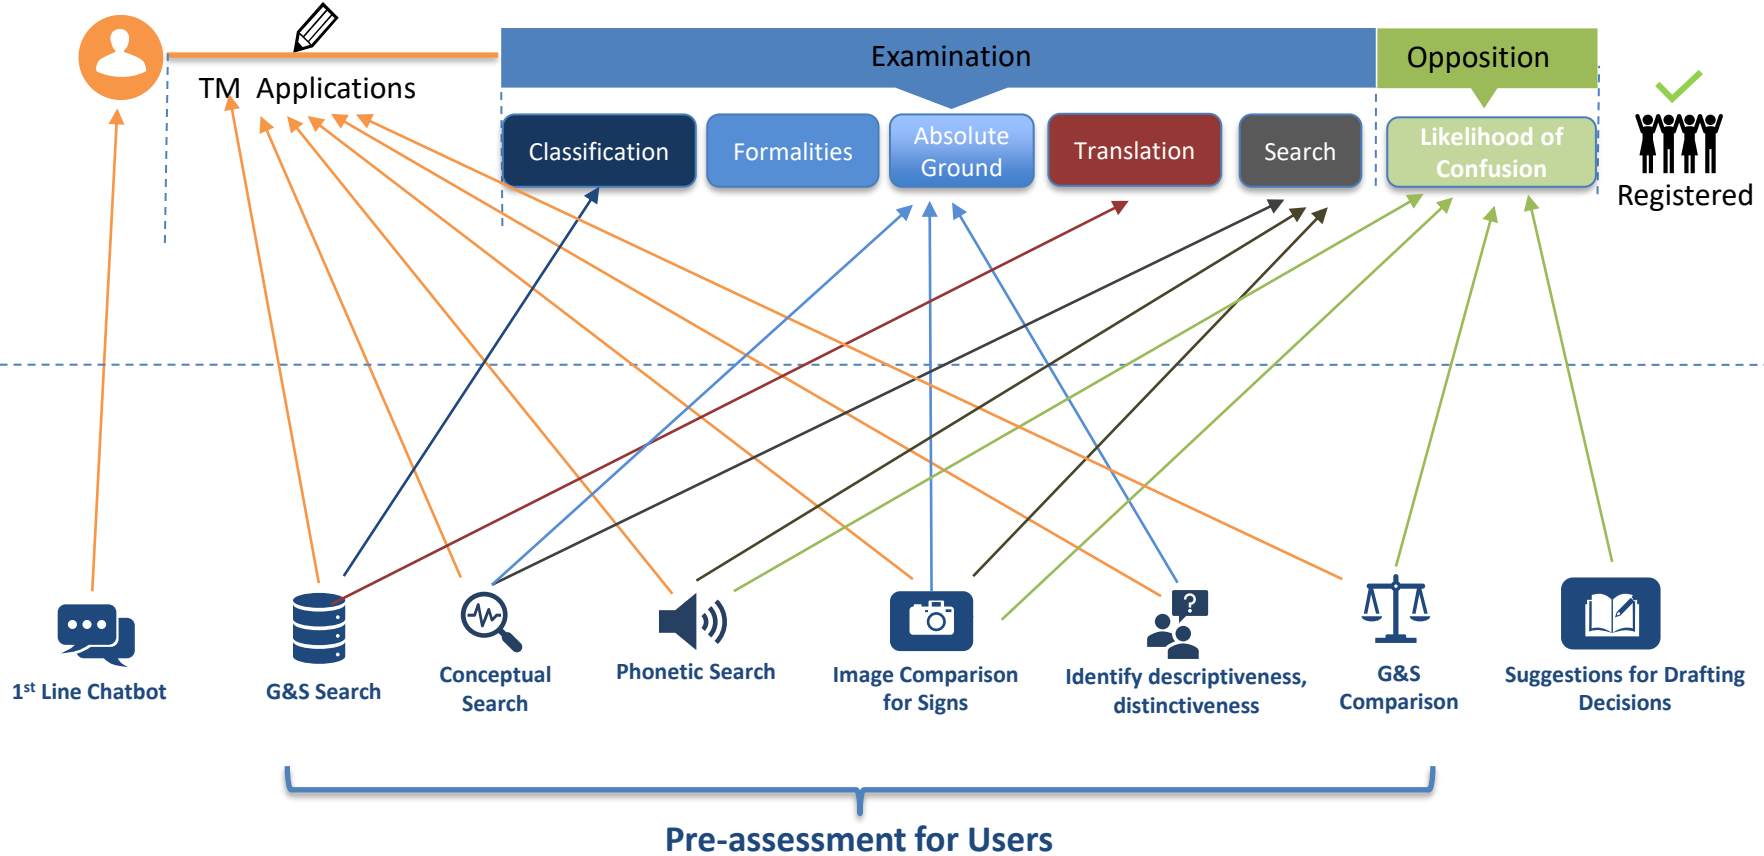 Examination
Opposition
TM Applications
Classification
Formalities
Absolute
Ground
Translation
Search
Likelihood of
Confusion
Registered
?
1st Line Chatbot
G&S Search
Conceptual
Search
Phonetic Search
Image Comparison
for Signs
Identify descriptiveness,
distinctiveness
G&S
Comparison
Suggestions for Drafting
Decisions
Pre-assessment for Users